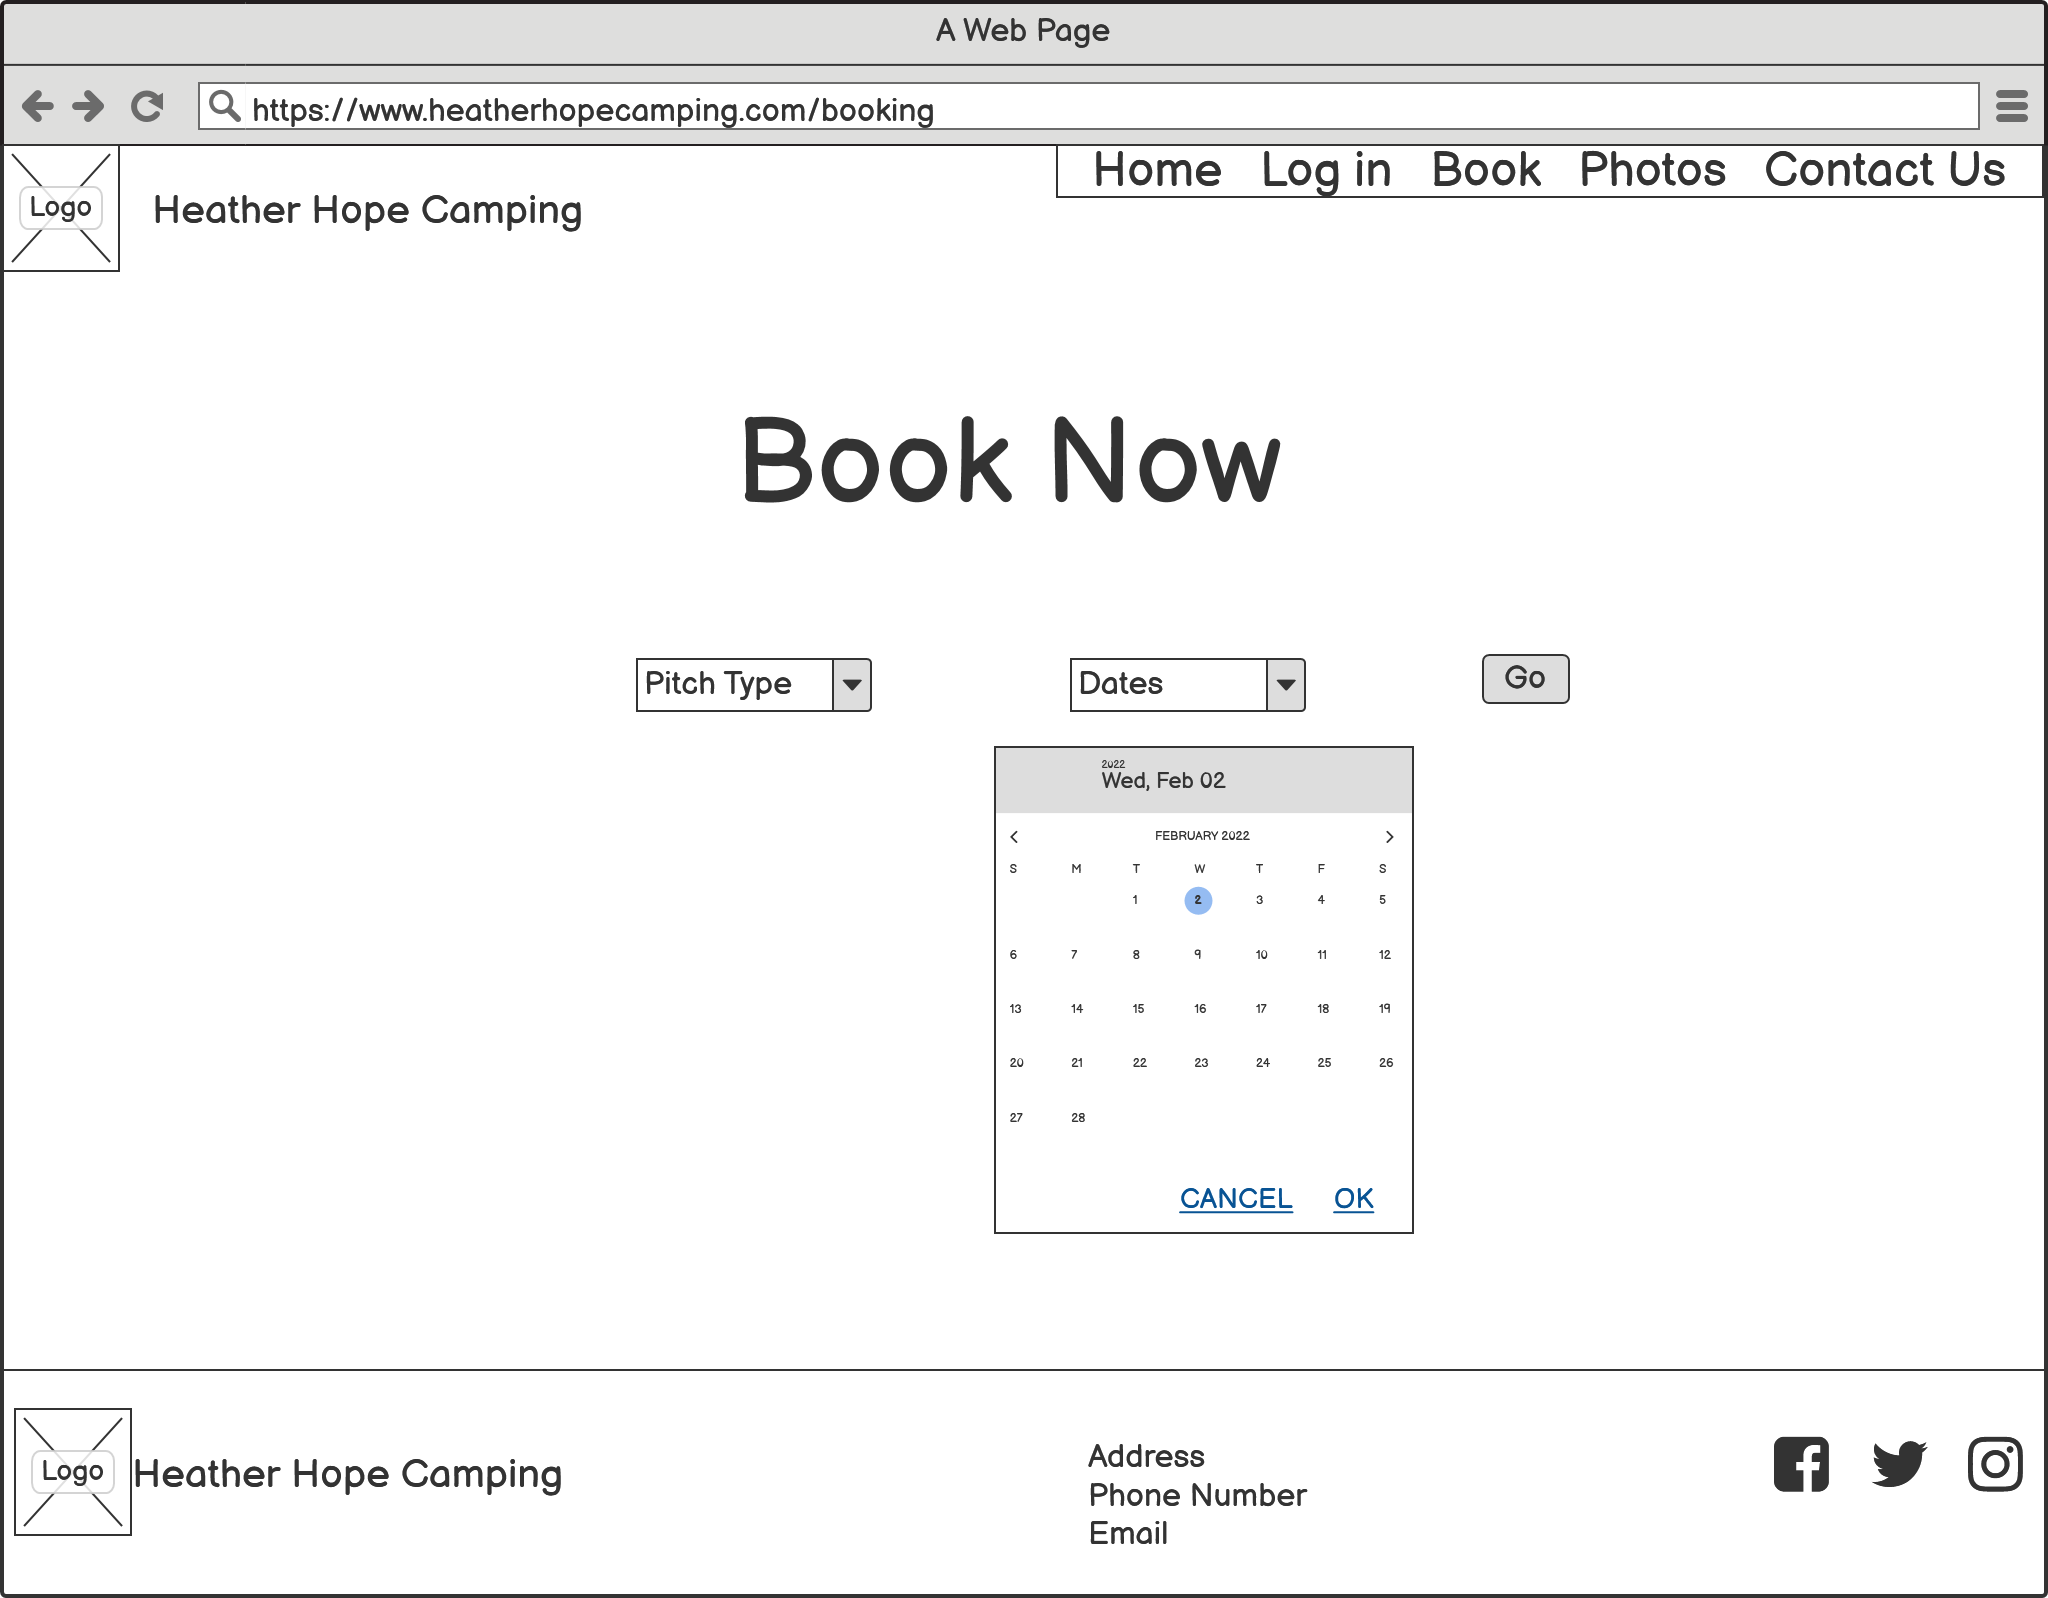 A Web Page
https://www.heatherhopecamping.com/booking
Home Log in Book Photos Contact Us
Logo
Heather Hope Camping
Book Now
Pitch Type
Dates
Go
2022
Wed, Feb 02
FEBRUARY 2022
S M T W T F S
1 2 3 4 5
6 7 8 9 10 11 12
13 14 15 16 17 18 19
20 21 22 23 24 25 26
27 28
CANCEL OK
Logo
Heather Hope Camping
Address
Phone Number
Email